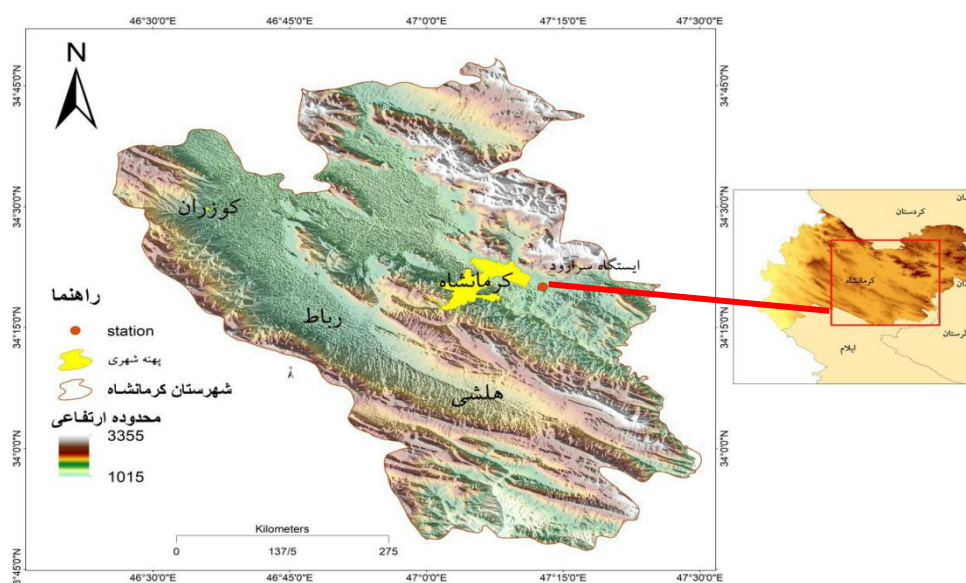 46°30'0"E 46°45'0"E 47°0'0"E 47°15'0"E 47°30'0"E
34°45'0"N 34°45'0"N
34°30'0"N 34°30'0"N
34°15'0"N 34°15'0"N
34°0'0"N 34°0'0"N
33°45'0"N 33°45'0"N
46°30'0"E 46°45'0"E 47°0'0"E 47°15'0"E 47°30'0"E
N
کوزران
ایستگاه سرارود
کرمانشاه
رباط
هلشی
راهنما
station
پهنه شهری
شهرستان کرمانشاه
محدوده ارتفاعی
3355
1015
Kilometers
0 137/5 275
کردستان
کرمانشاه
ایلام